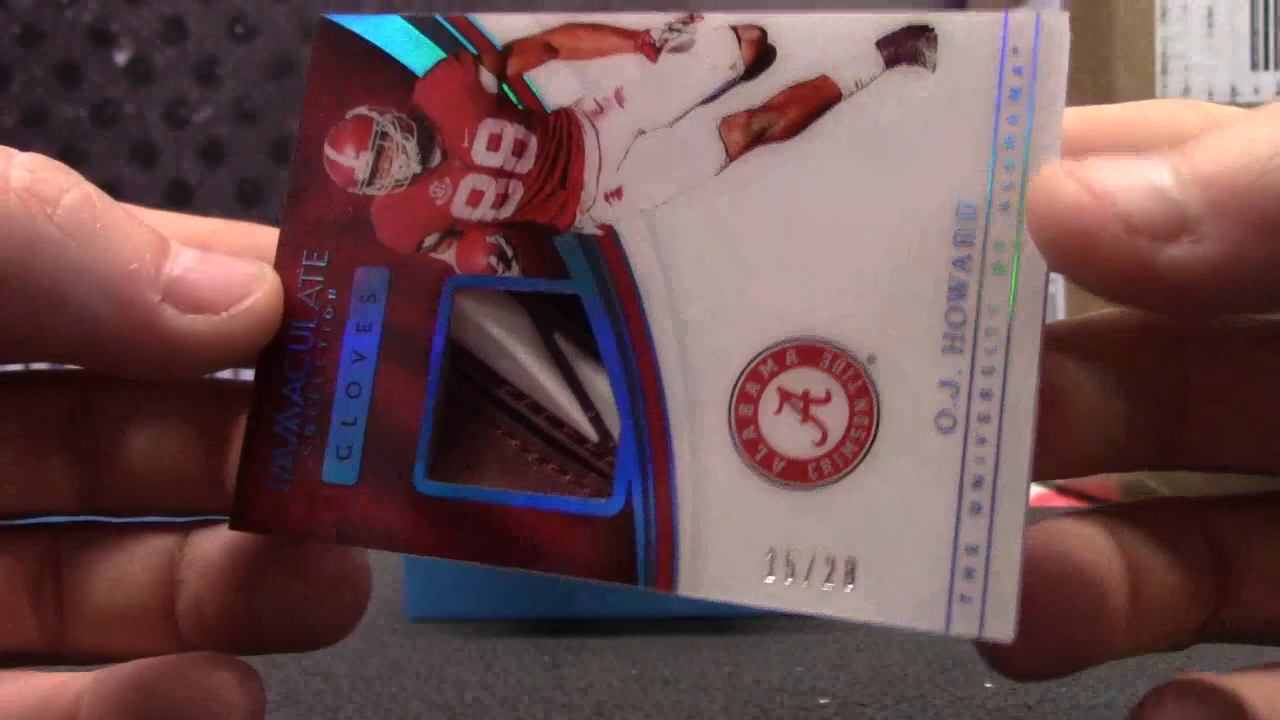 IMMACULATE
COLLECTION
GLOVES
88
ALABAMA CRIMSON TIDE
A
15/28
O.J. HOWARD
THE UNIVERSITY OF ALABAMA®